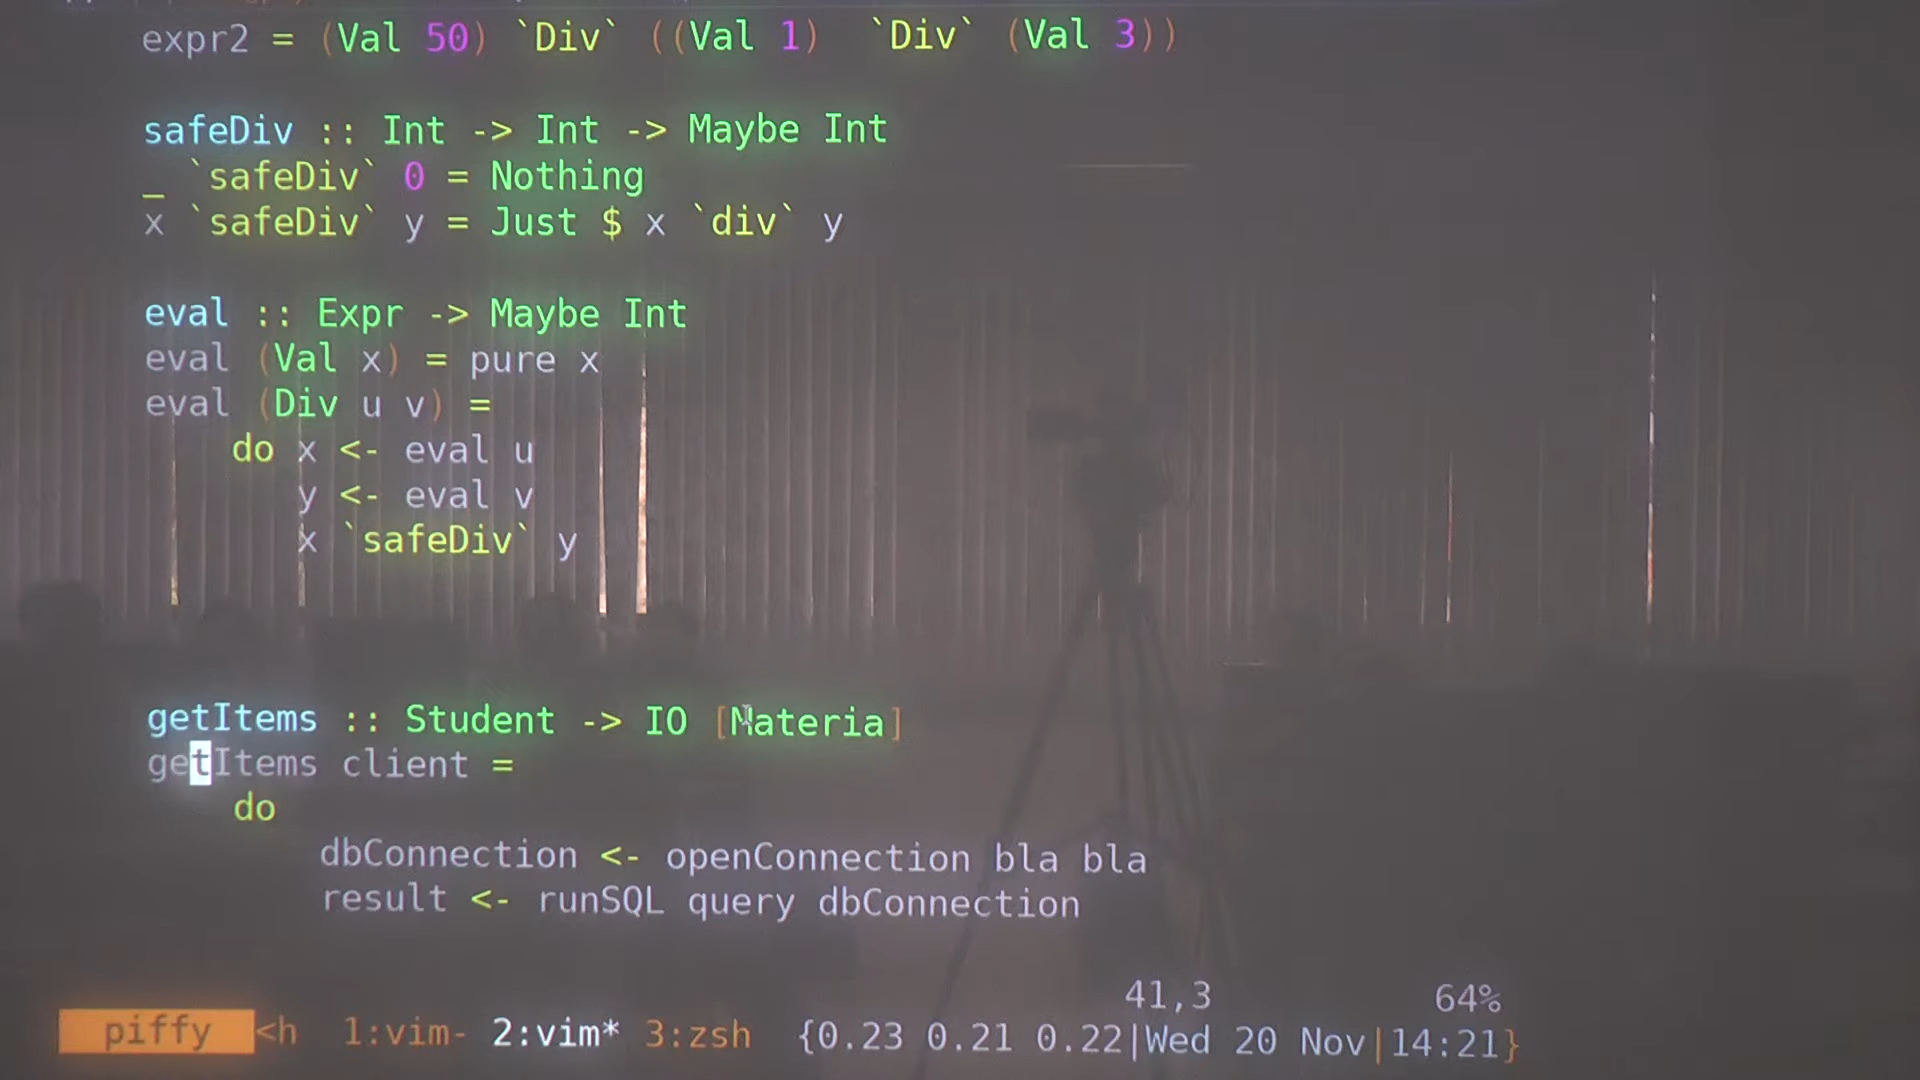 expr2 = (Val 50) `Div` ((Val 1)  `Div` (Val 3))
safeDiv :: Int -> Int -> Maybe Int
_ `safeDiv` 0 = Nothing
x `safeDiv` y = Just $ x `div` y
eval :: Expr -> Maybe Int
eval (Val x) = pure x
eval (Div u v) =
do x <- eval u
y <- eval v
x `safeDiv` y
getItems :: Student -> IO [Materia]
getItems client =
do
dbConnection <- openConnection bla bla
result <- runSQL query dbConnection
41,3 64%
piffy <h 1:vim- 2:vim* 3:zsh {0.23 0.21 0.22|Wed 20 Nov|14:21}